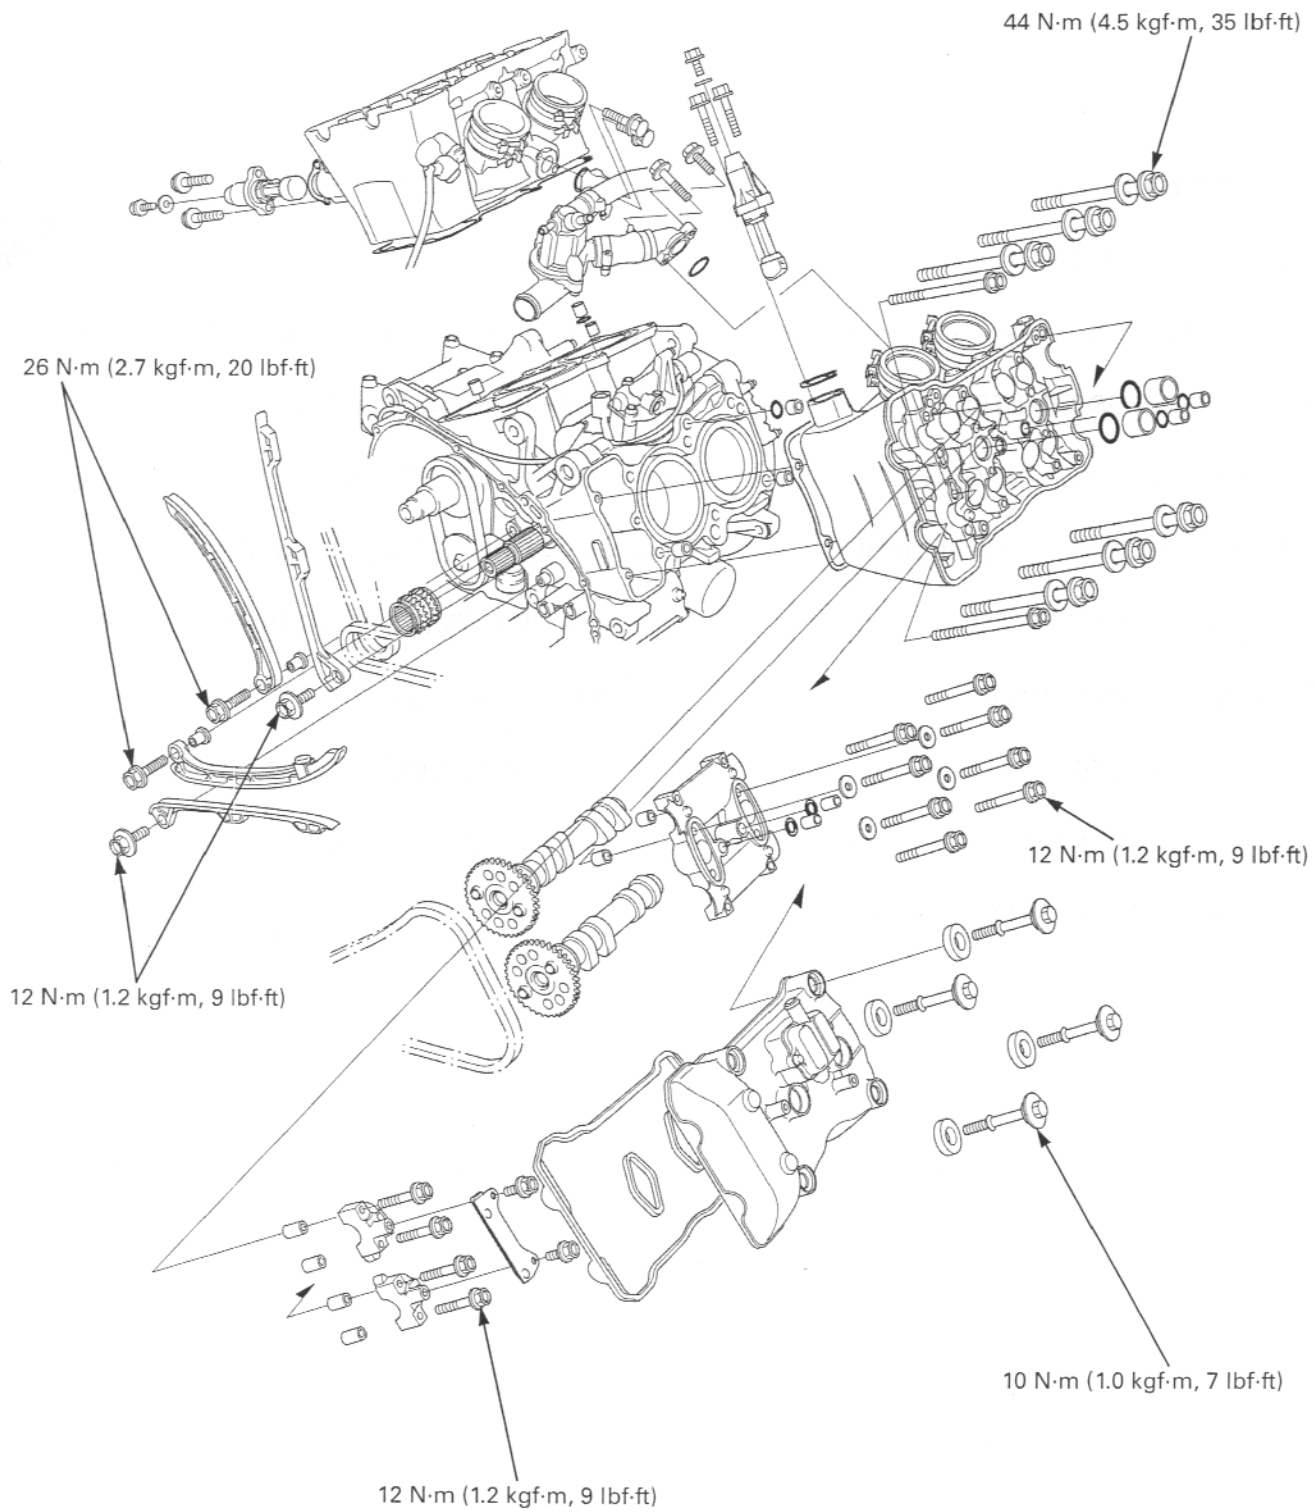 44 N·m (4.5 kgf·m, 35 lbf·ft)
26 N·m (2.7 kgf·m, 20 lbf·ft)
12 N·m (1.2 kgf·m, 9 lbf·ft)
12 N·m (1.2 kgf·m, 9 lbf·ft)
10 N·m (1.0 kgf·m, 7 lbf·ft)
12 N·m (1.2 kgf·m, 9 lbf·ft)